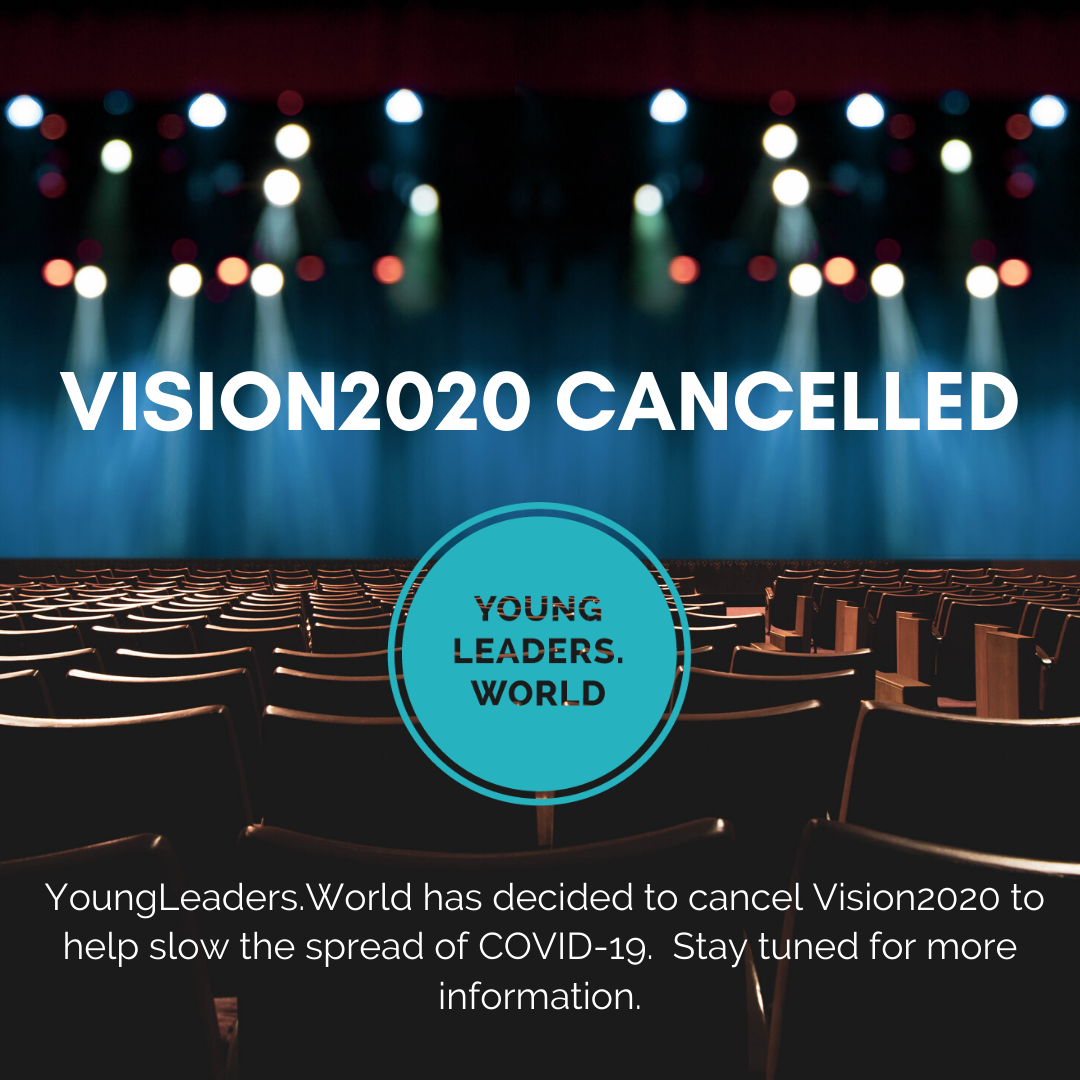 VISION2020 CANCELLED
YOUNG
LEADERS.
WORLD
YoungLeaders.World has decided to cancel Vision2020 to
help slow the spread of COVID-19.  Stay tuned for more
information.